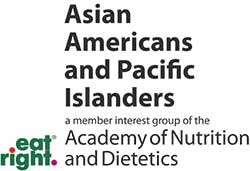 Asian
Americans
and Pacific
Islanders
a member interest group of the
eat
right.
Academy of Nutrition
and Dietetics